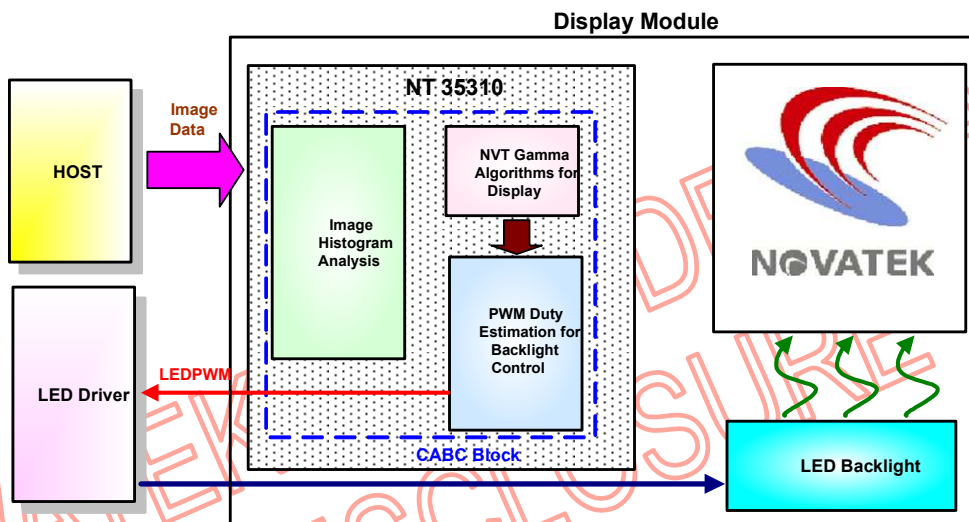 Display Module
NT 35310
Image
Data
HOST
NVT Gamma
Algorithms for
Display
Image
Histogram
Analysis
NOVATEK
PWM Duty
Estimation for
Backlight
Control
LEDPWM
LED Driver
CABC Block
LED Backlight